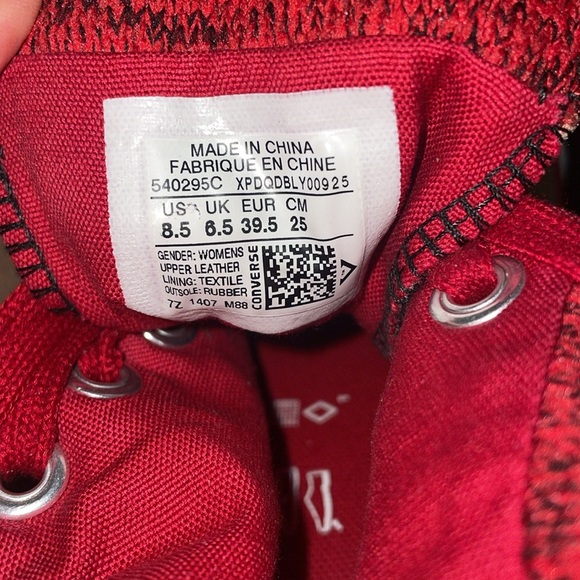 MADE IN CHINA
FABRIQUE EN CHINE
540295C XPDQDBLY00925
US UK EUR CM
8.5 6.5 39.5 25
GENDER: WOMENS
UPPER LEATHER
LINING: TEXTILE
OUTSOLE: RUBBER
7Z 1407 M88
CONVERSE